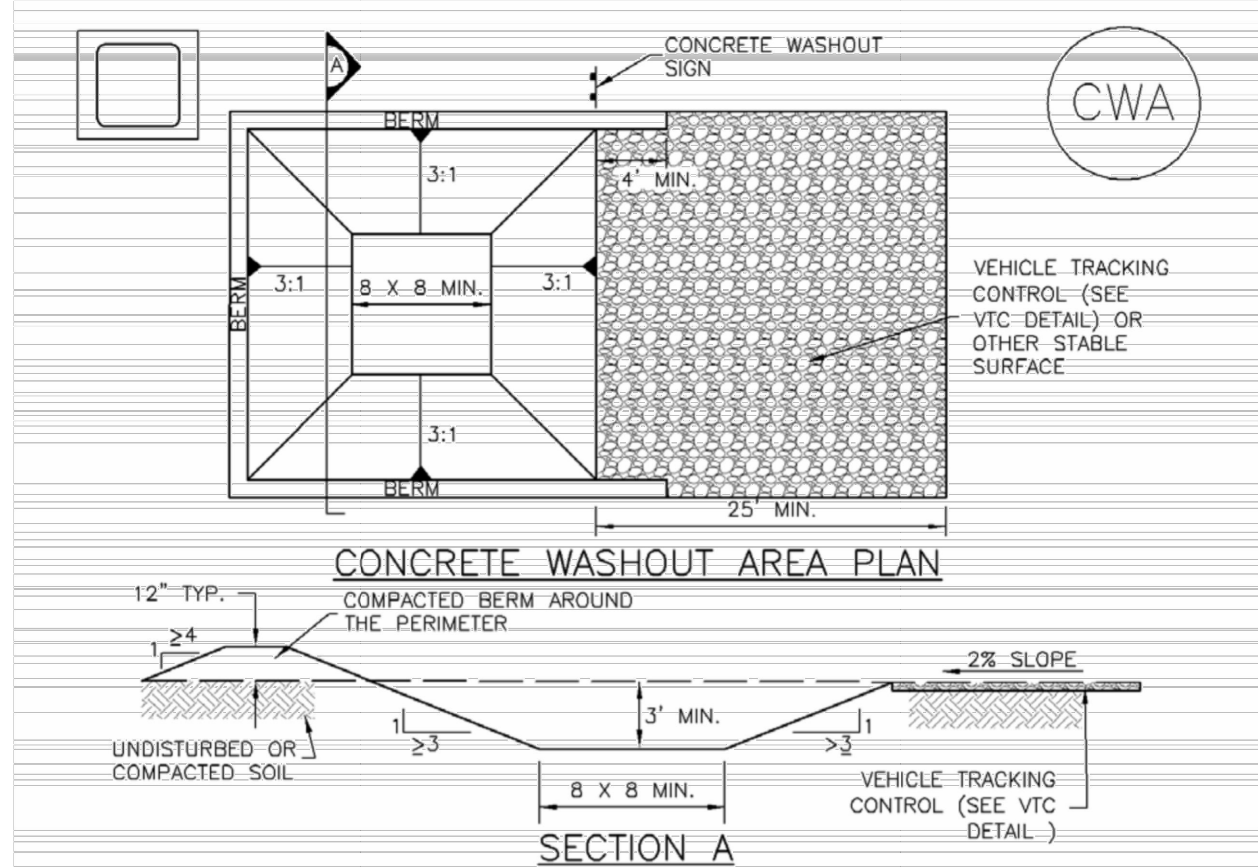 CONCRETE WASHOUT
SIGN
A
CWA
BERM
3:1
4' MIN.
BERM
3:1
8 X 8 MIN.
3:1
VEHICLE TRACKING
CONTROL (SEE
VTC DETAIL) OR
OTHER STABLE
SURFACE
3:1
BERM
25' MIN.
CONCRETE WASHOUT AREA PLAN
12" TYP.
COMPACTED BERM AROUND
THE PERIMETER
1
≥4
2% SLOPE
3' MIN.
1
≥3
1
>3
UNDISTURBED OR
COMPACTED SOIL
8 X 8 MIN.
VEHICLE TRACKING
CONTROL (SEE VTC
DETAIL )
SECTION A